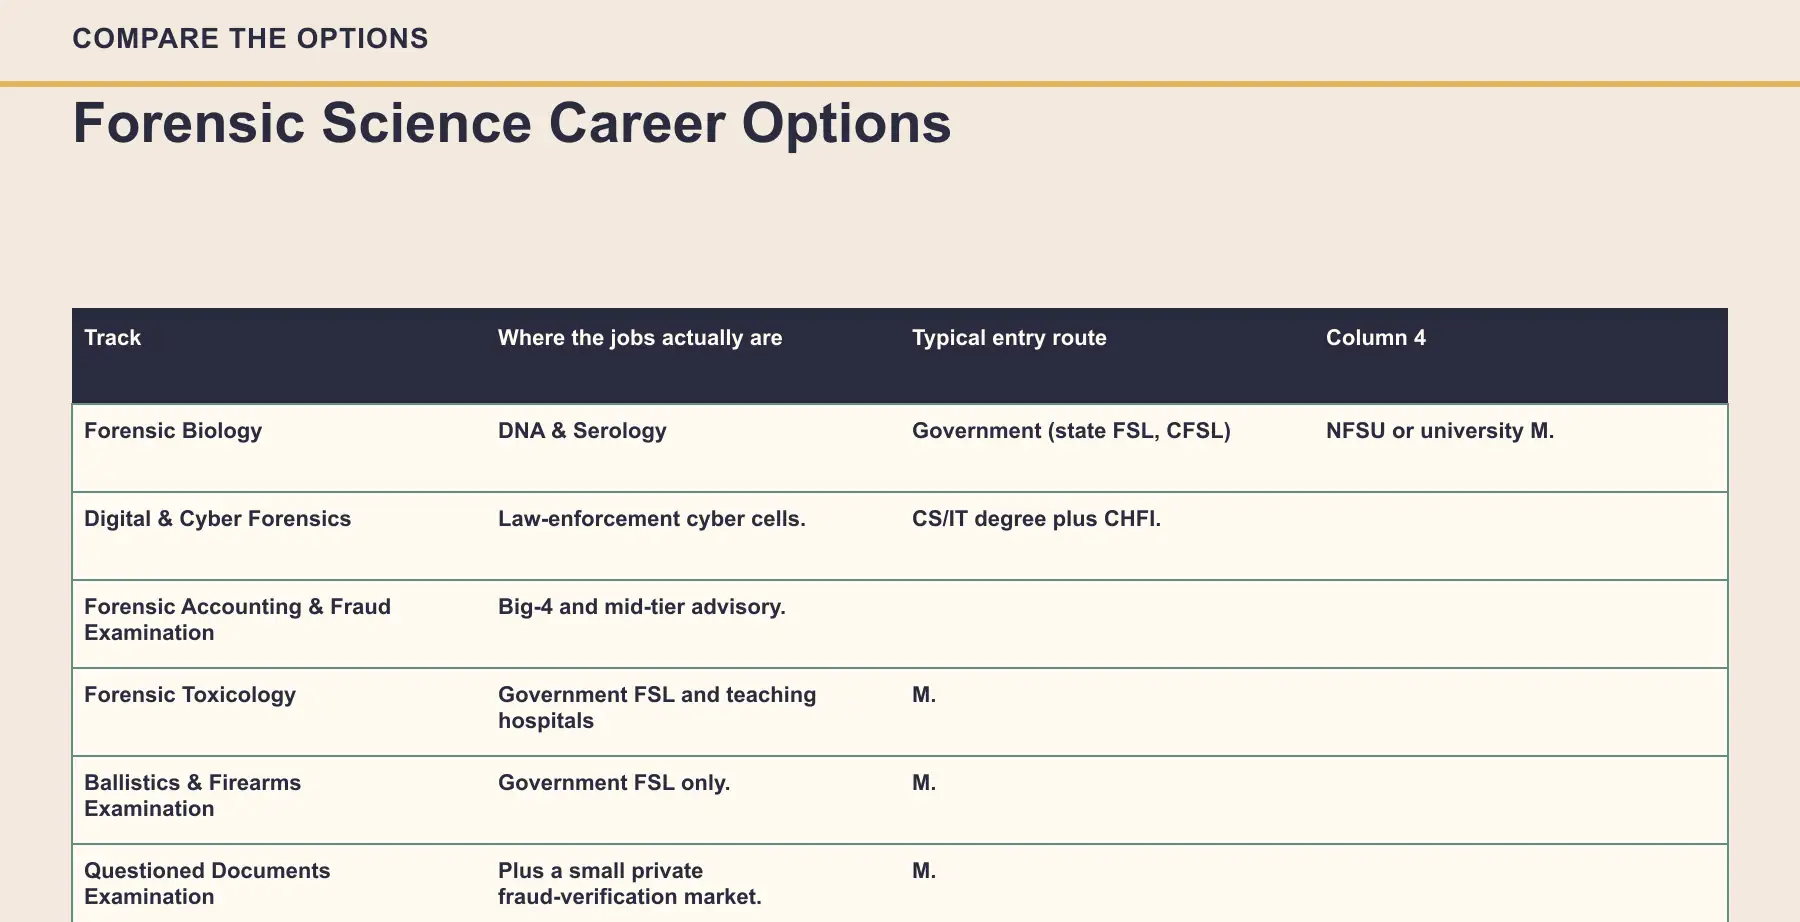 COMPARE THE OPTIONS
Forensic Science Career Options
Track Where the jobs actually are Typical entry route Column 4
Forensic Biology DNA & Serology Government (state FSL, CFSL) NFSU or university M.
Digital & Cyber Forensics Law-enforcement cyber cells. CS/IT degree plus CHFI.
Forensic Accounting & Fraud
Examination
Big-4 and mid-tier advisory.
Forensic Toxicology
Government FSL and teaching
hospitals
M.
Ballistics & Firearms
Examination
Government FSL only.
M.
Questioned Documents
Examination
Plus a small private
fraud-verification market.
M.